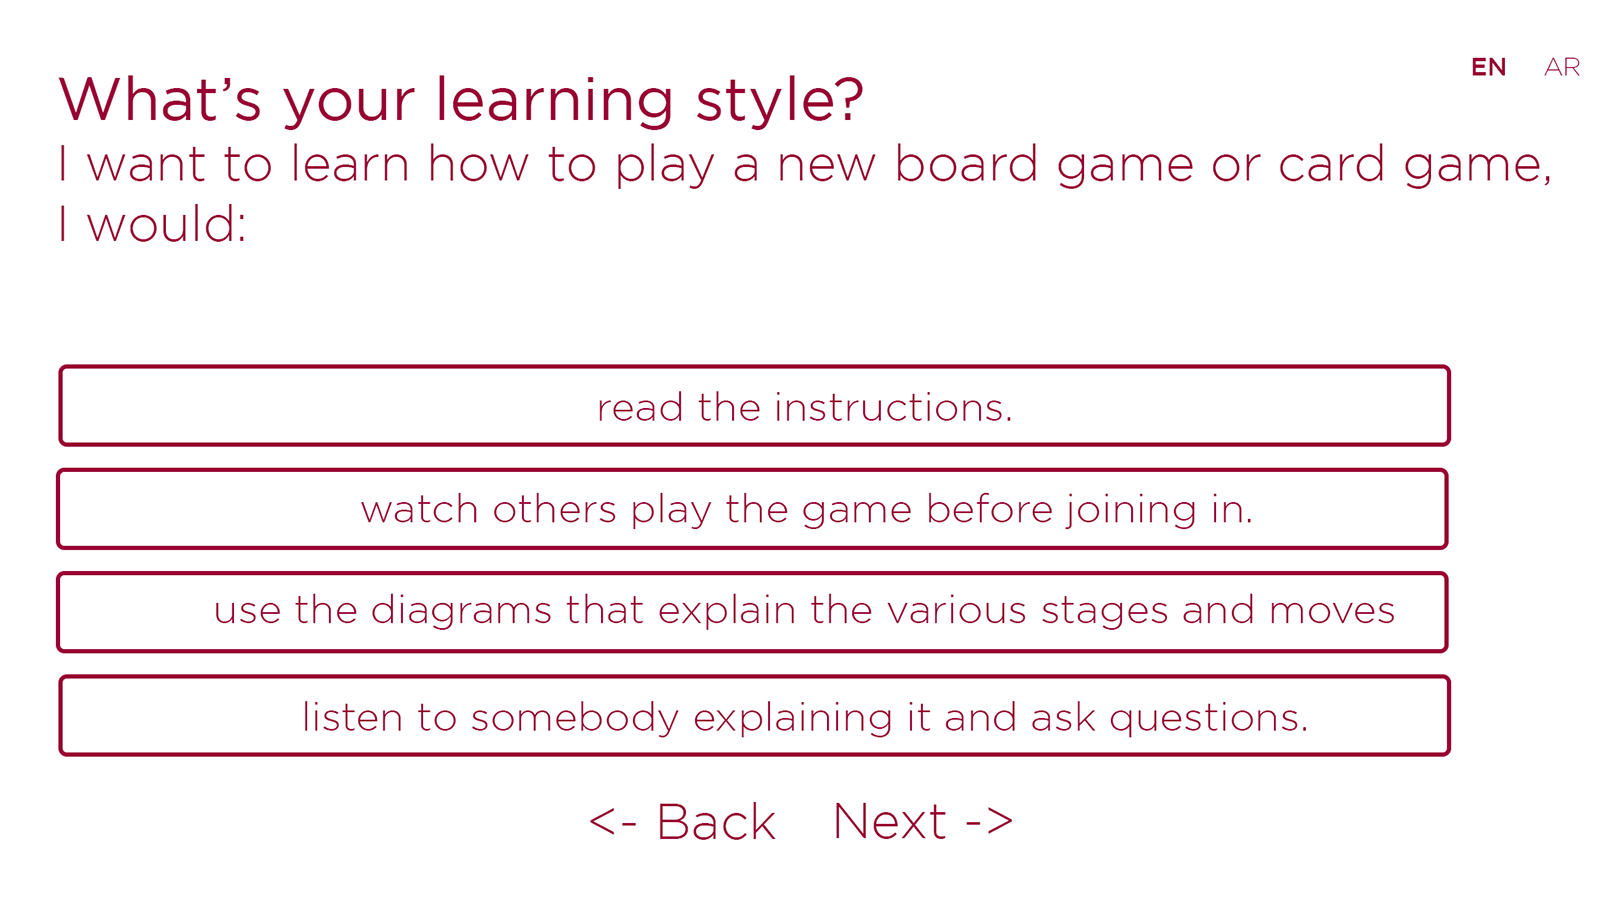 EN AR
What’s your learning style?
I want to learn how to play a new board game or card game,
I would:
read the instructions.
watch others play the game before joining in.
use the diagrams that explain the various stages and moves
listen to somebody explaining it and ask questions.
<- Back Next ->